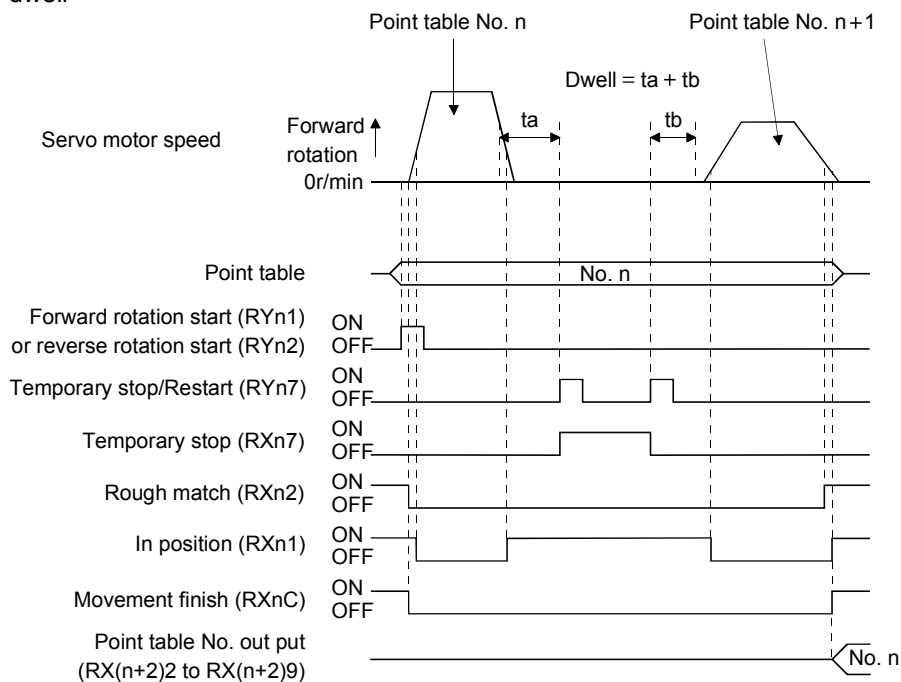 dwell
Point table No. n
Point table No. n+1
Dwell = ta + tb
ta
tb
Servo motor speed
Forward
rotation
0r/min
Point table
No. n
Forward rotation start (RYn1)
or reverse rotation start (RYn2)
ON
OFF
Temporary stop/Restart (RYn7)
ON
OFF
Temporary stop (RXn7)
ON
OFF
Rough match (RXn2)
ON
OFF
In position (RXn1)
ON
OFF
Movement finish (RXnC)
ON
OFF
Point table No. out put
(RX(n+2)2 to RX(n+2)9)
No. n